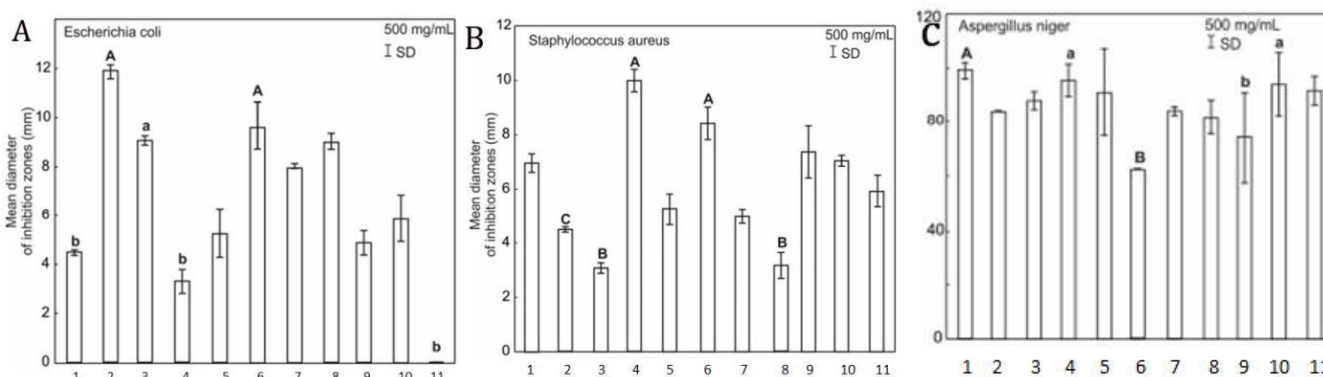 A
Escherichia coli
500 mg/mL
SD
Mean diameter
of inhibition zones (mm)
12
10
8
6
4
2
0
b
A
a
b
A
b
1 2 3 4 5 6 7 8 9 10 11
B
Staphylococcus aureus
500 mg/mL
SD
Mean diameter
of inhibition zones (mm)
12
10
8
6
4
2
0
C
B
A
A
B
1 2 3 4 5 6 7 8 9 10 11
C
Aspergillus niger
500 mg/mL
SD
120
80
40
0
A
a
B
b
a
1 2 3 4 5 6 7 8 9 10 11